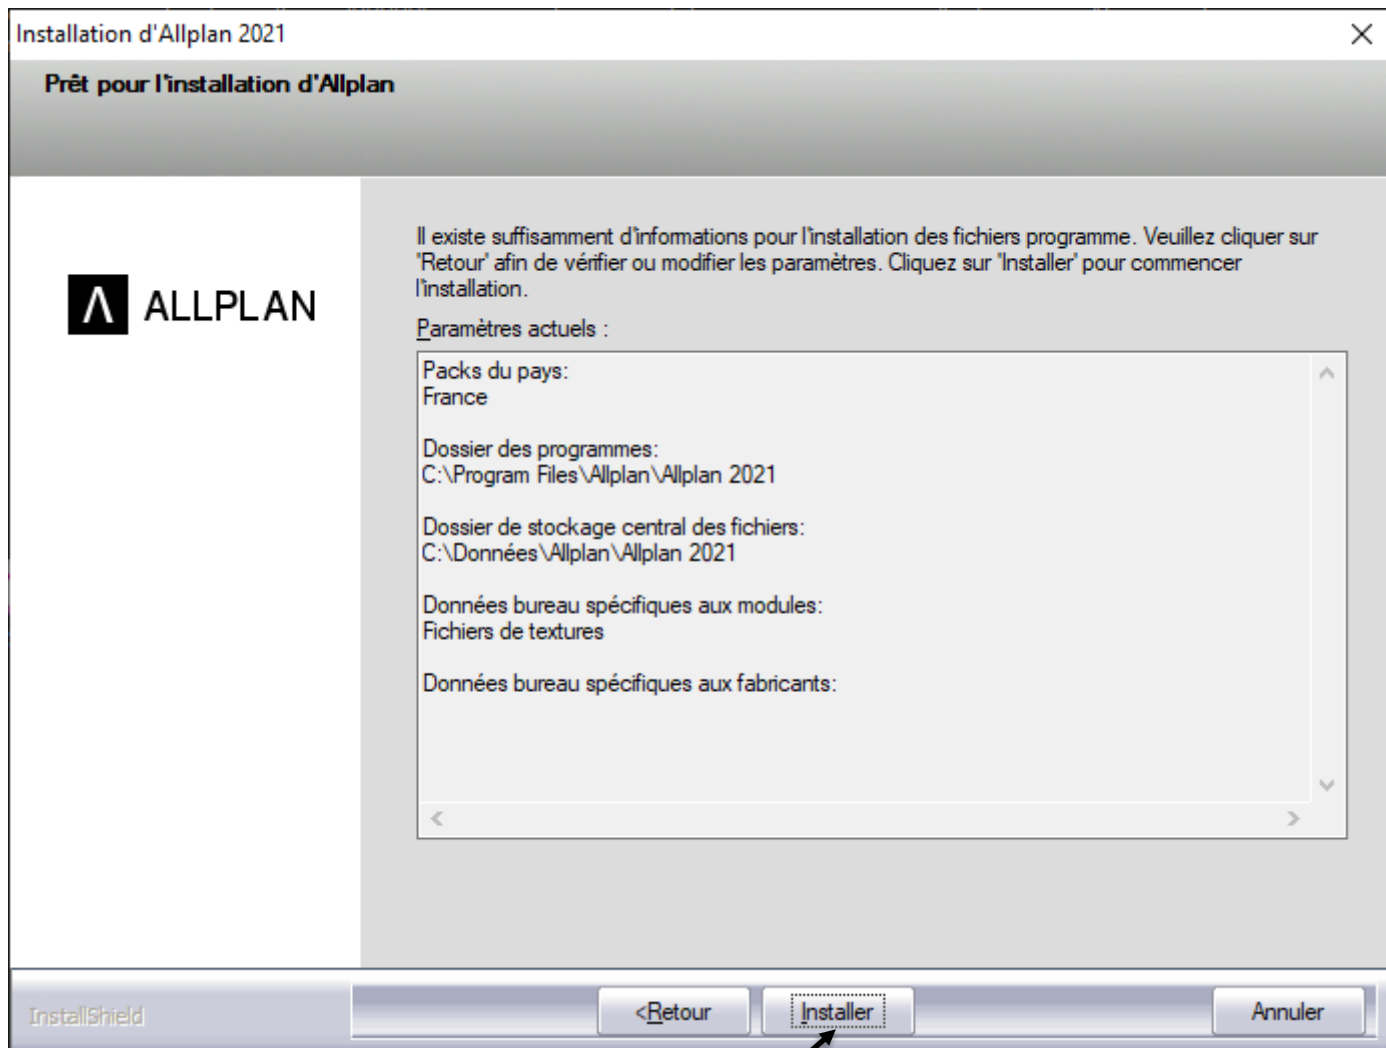 Installation d'Allplan 2021
Prêt pour l'installation d'Allplan
Il existe suffisamment d'informations pour l'installation des fichiers programme. Veuillez cliquer sur
'Retour' afin de vérifier ou modifier les paramètres. Cliquez sur 'Installer' pour commencer
l'installation.
ALLPLAN
Paramètres actuels :
Packs du pays:
France
Dossier des programmes:
C:\Program Files\Allplan\Allplan 2021
Dossier de stockage central des fichiers:
C:\Données\Allplan\Allplan 2021
Données bureau spécifiques aux modules:
Fichiers de textures
Données bureau spécifiques aux fabricants:
InstallShield
<Retour
Installer
Annuler